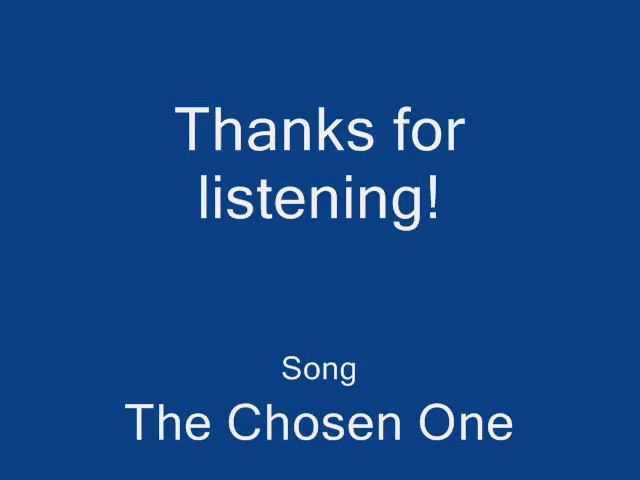 Thanks for
listening!
Song
The Chosen One